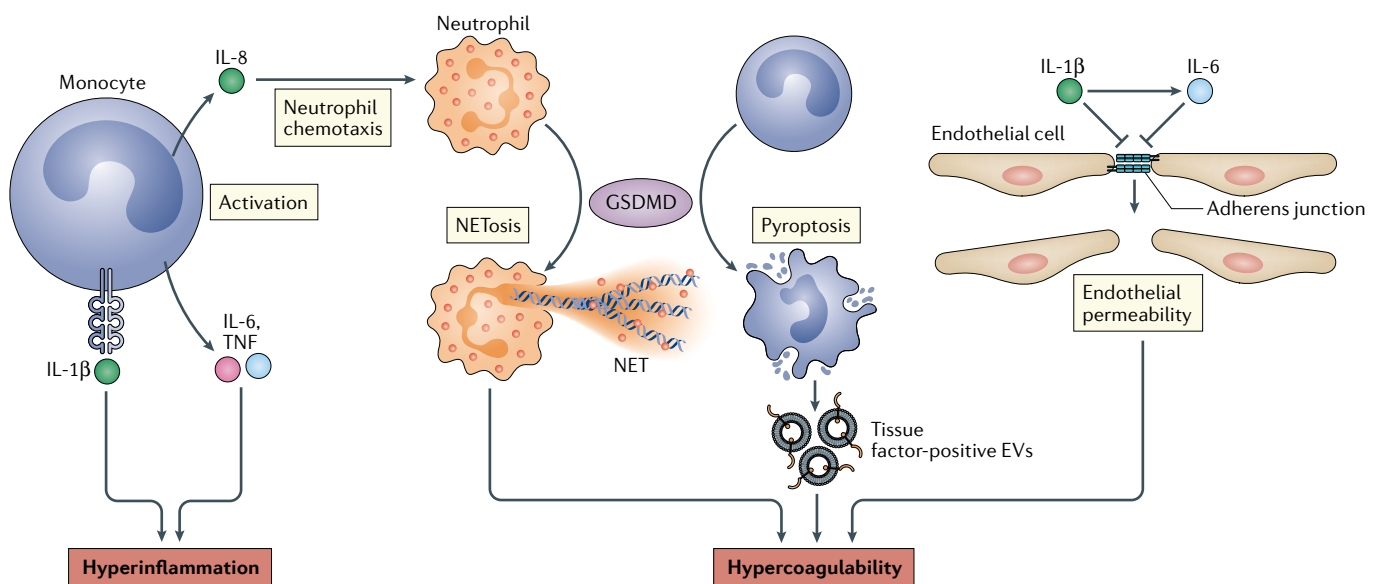 Monocyte
IL-8
Neutrophil
chemotaxis
Activation
IL-1β
IL-6,
TNF
Hyperinflammation
Neutrophil
GSDMD
NETosis
Pyroptosis
NET
Tissue
factor-positive EVs
Hypercoagulability
IL-1β
IL-6
Endothelial cell
Adherens junction
Endothelial
permeability